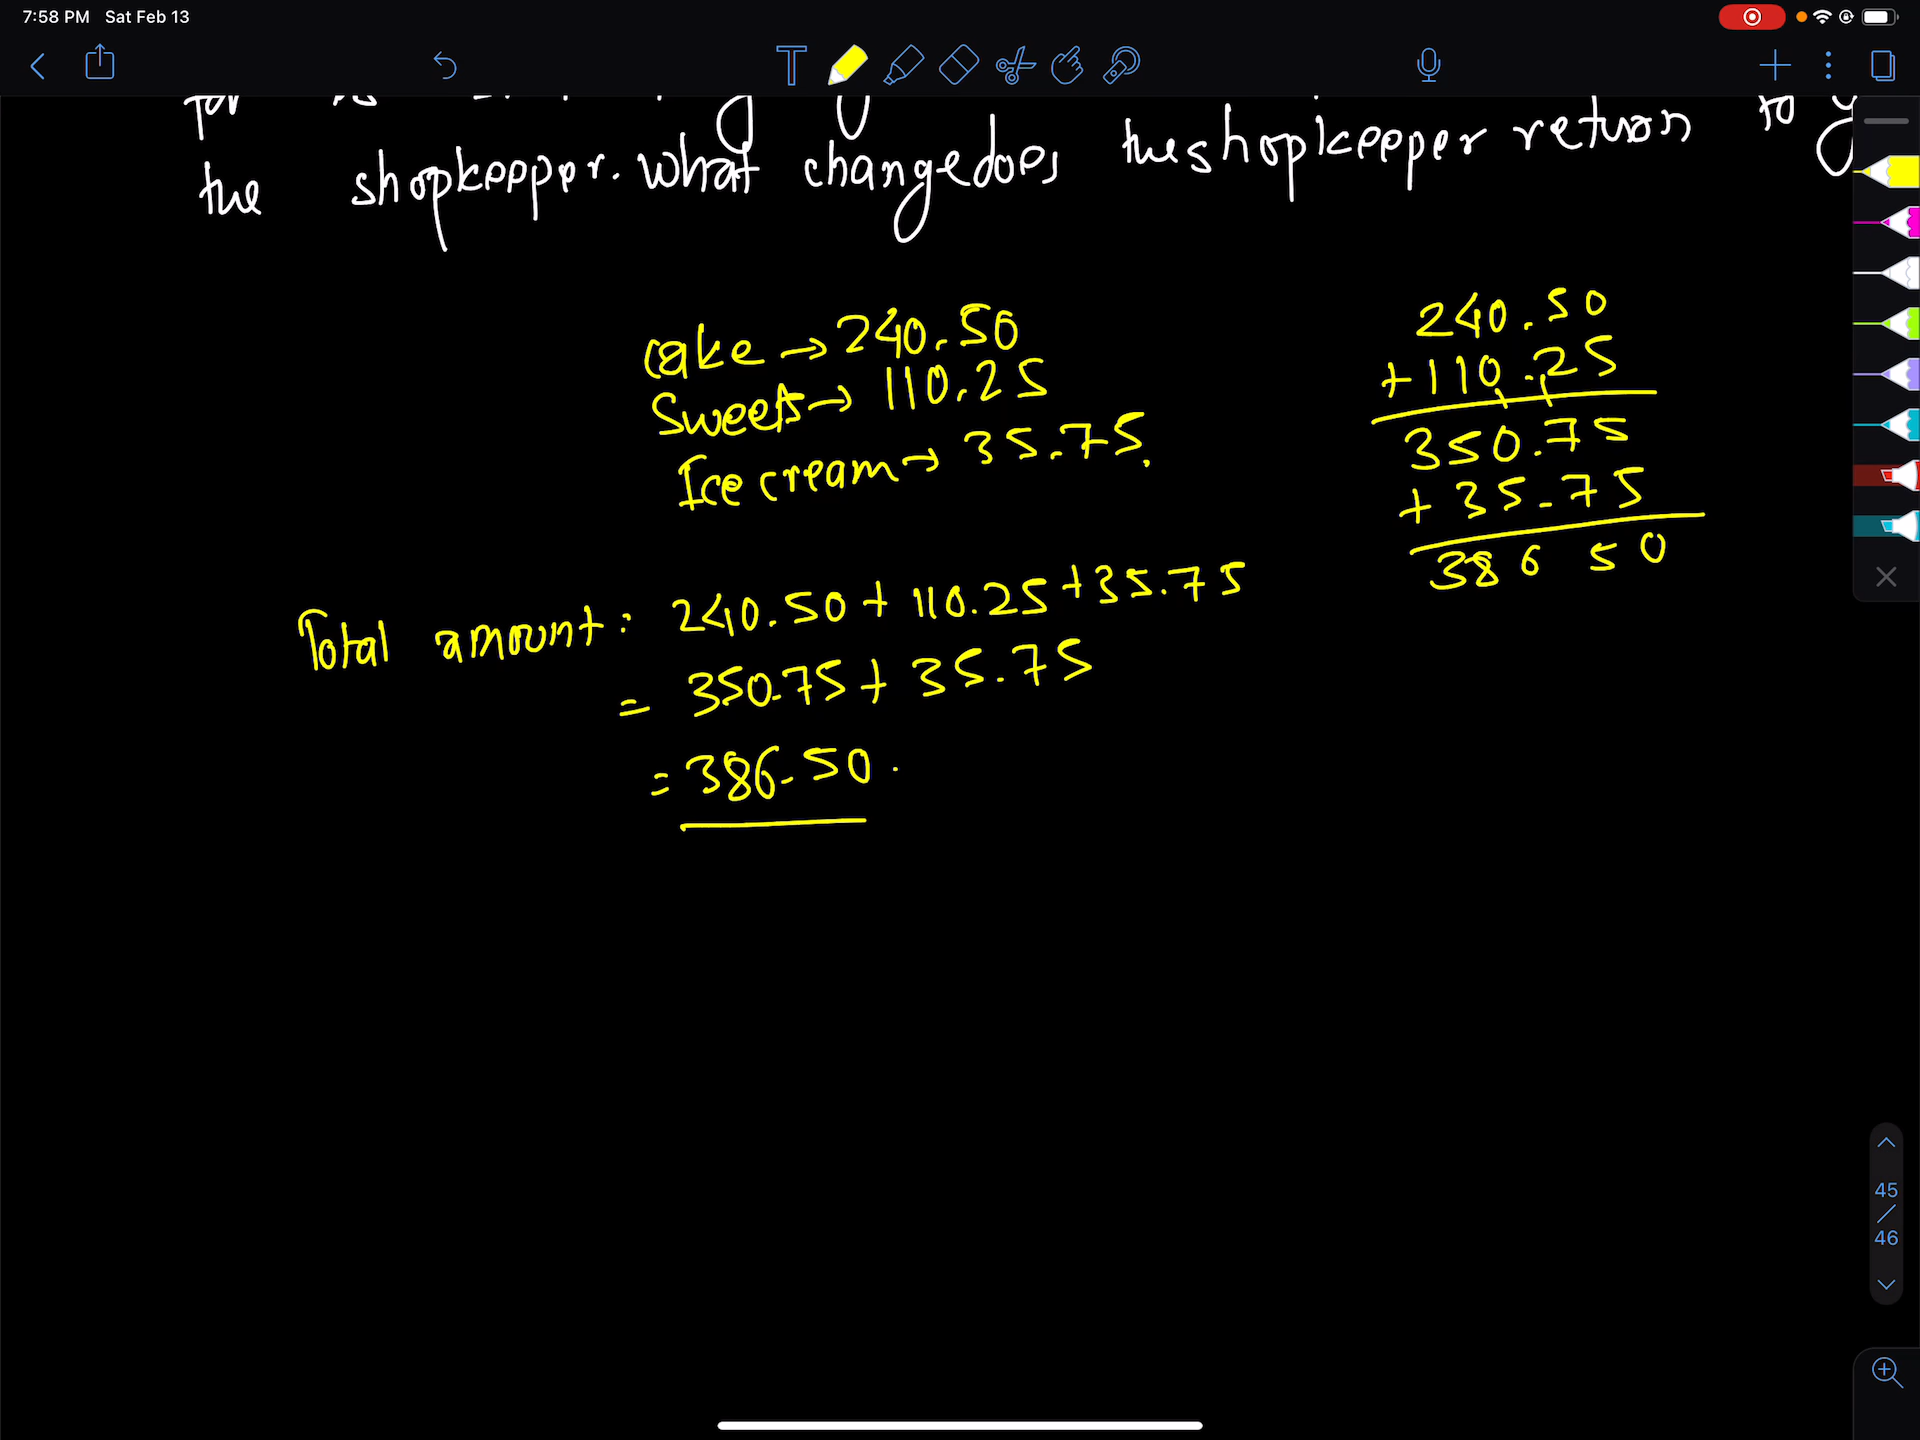 7:58 PM Sat Feb 13
for
the shopkeeper. What change does the shopkeeper return to
cake → 240.50
Sweets → 110.25
Ice cream → 35.75.
240.50
+ 110.25
350.75
+ 35.75
386 50
Total amount: 240.50 + 110.25 + 35.75
= 350.75 + 35.75
= 386.50.
45
/
46